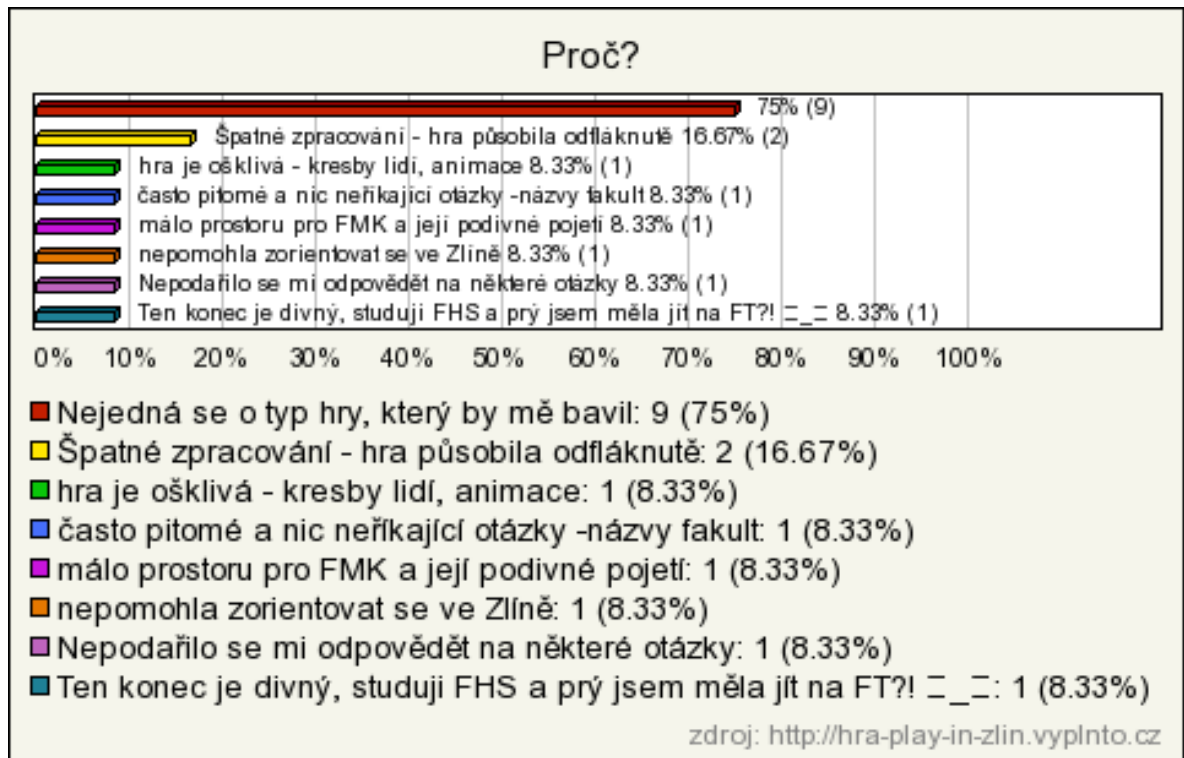 Proč?
75% (9)
Špatné zpracování - hra působila odfláknutě 16.67% (2)
hra je ošklivá - kresby lidí, animace 8.33% (1)
často pitomé a nic neříkající otázky -názvy fakult 8.33% (1)
málo prostoru pro FMK a její podivné pojetí 8.33% (1)
nepomohla zorientovat se ve Zlíně 8.33% (1)
Nepodařilo se mi odpovědět na některé otázky 8.33% (1)
Ten konec je divný, studuji FHS a prý jsem měla jít na FT?! ニ_ニ 8.33% (1)
0% 10% 20% 30% 40% 50% 60% 70% 80% 90% 100%
Nejedná se o typ hry, který by mě bavil: 9 (75%)
Špatné zpracování - hra působila odfláknutě: 2 (16.67%)
hra je ošklivá - kresby lidí, animace: 1 (8.33%)
často pitomé a nic neříkající otázky -názvy fakult: 1 (8.33%)
málo prostoru pro FMK a její podivné pojetí: 1 (8.33%)
nepomohla zorientovat se ve Zlíně: 1 (8.33%)
Nepodařilo se mi odpovědět na některé otázky: 1 (8.33%)
Ten konec je divný, studuji FHS a prý jsem měla jít na FT?! ニ_ニ: 1 (8.33%)
zdroj: http://hra-play-in-zlin.vyplnto.cz